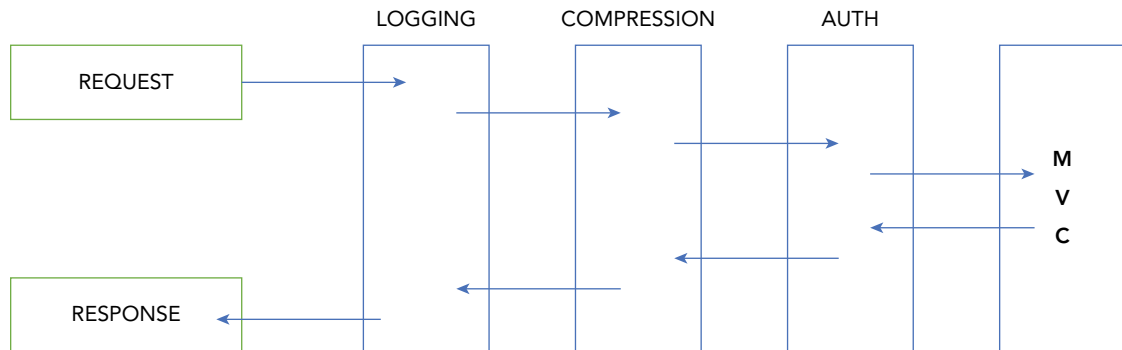 LOGGING
COMPRESSION
AUTH
REQUEST
M
V
C
RESPONSE